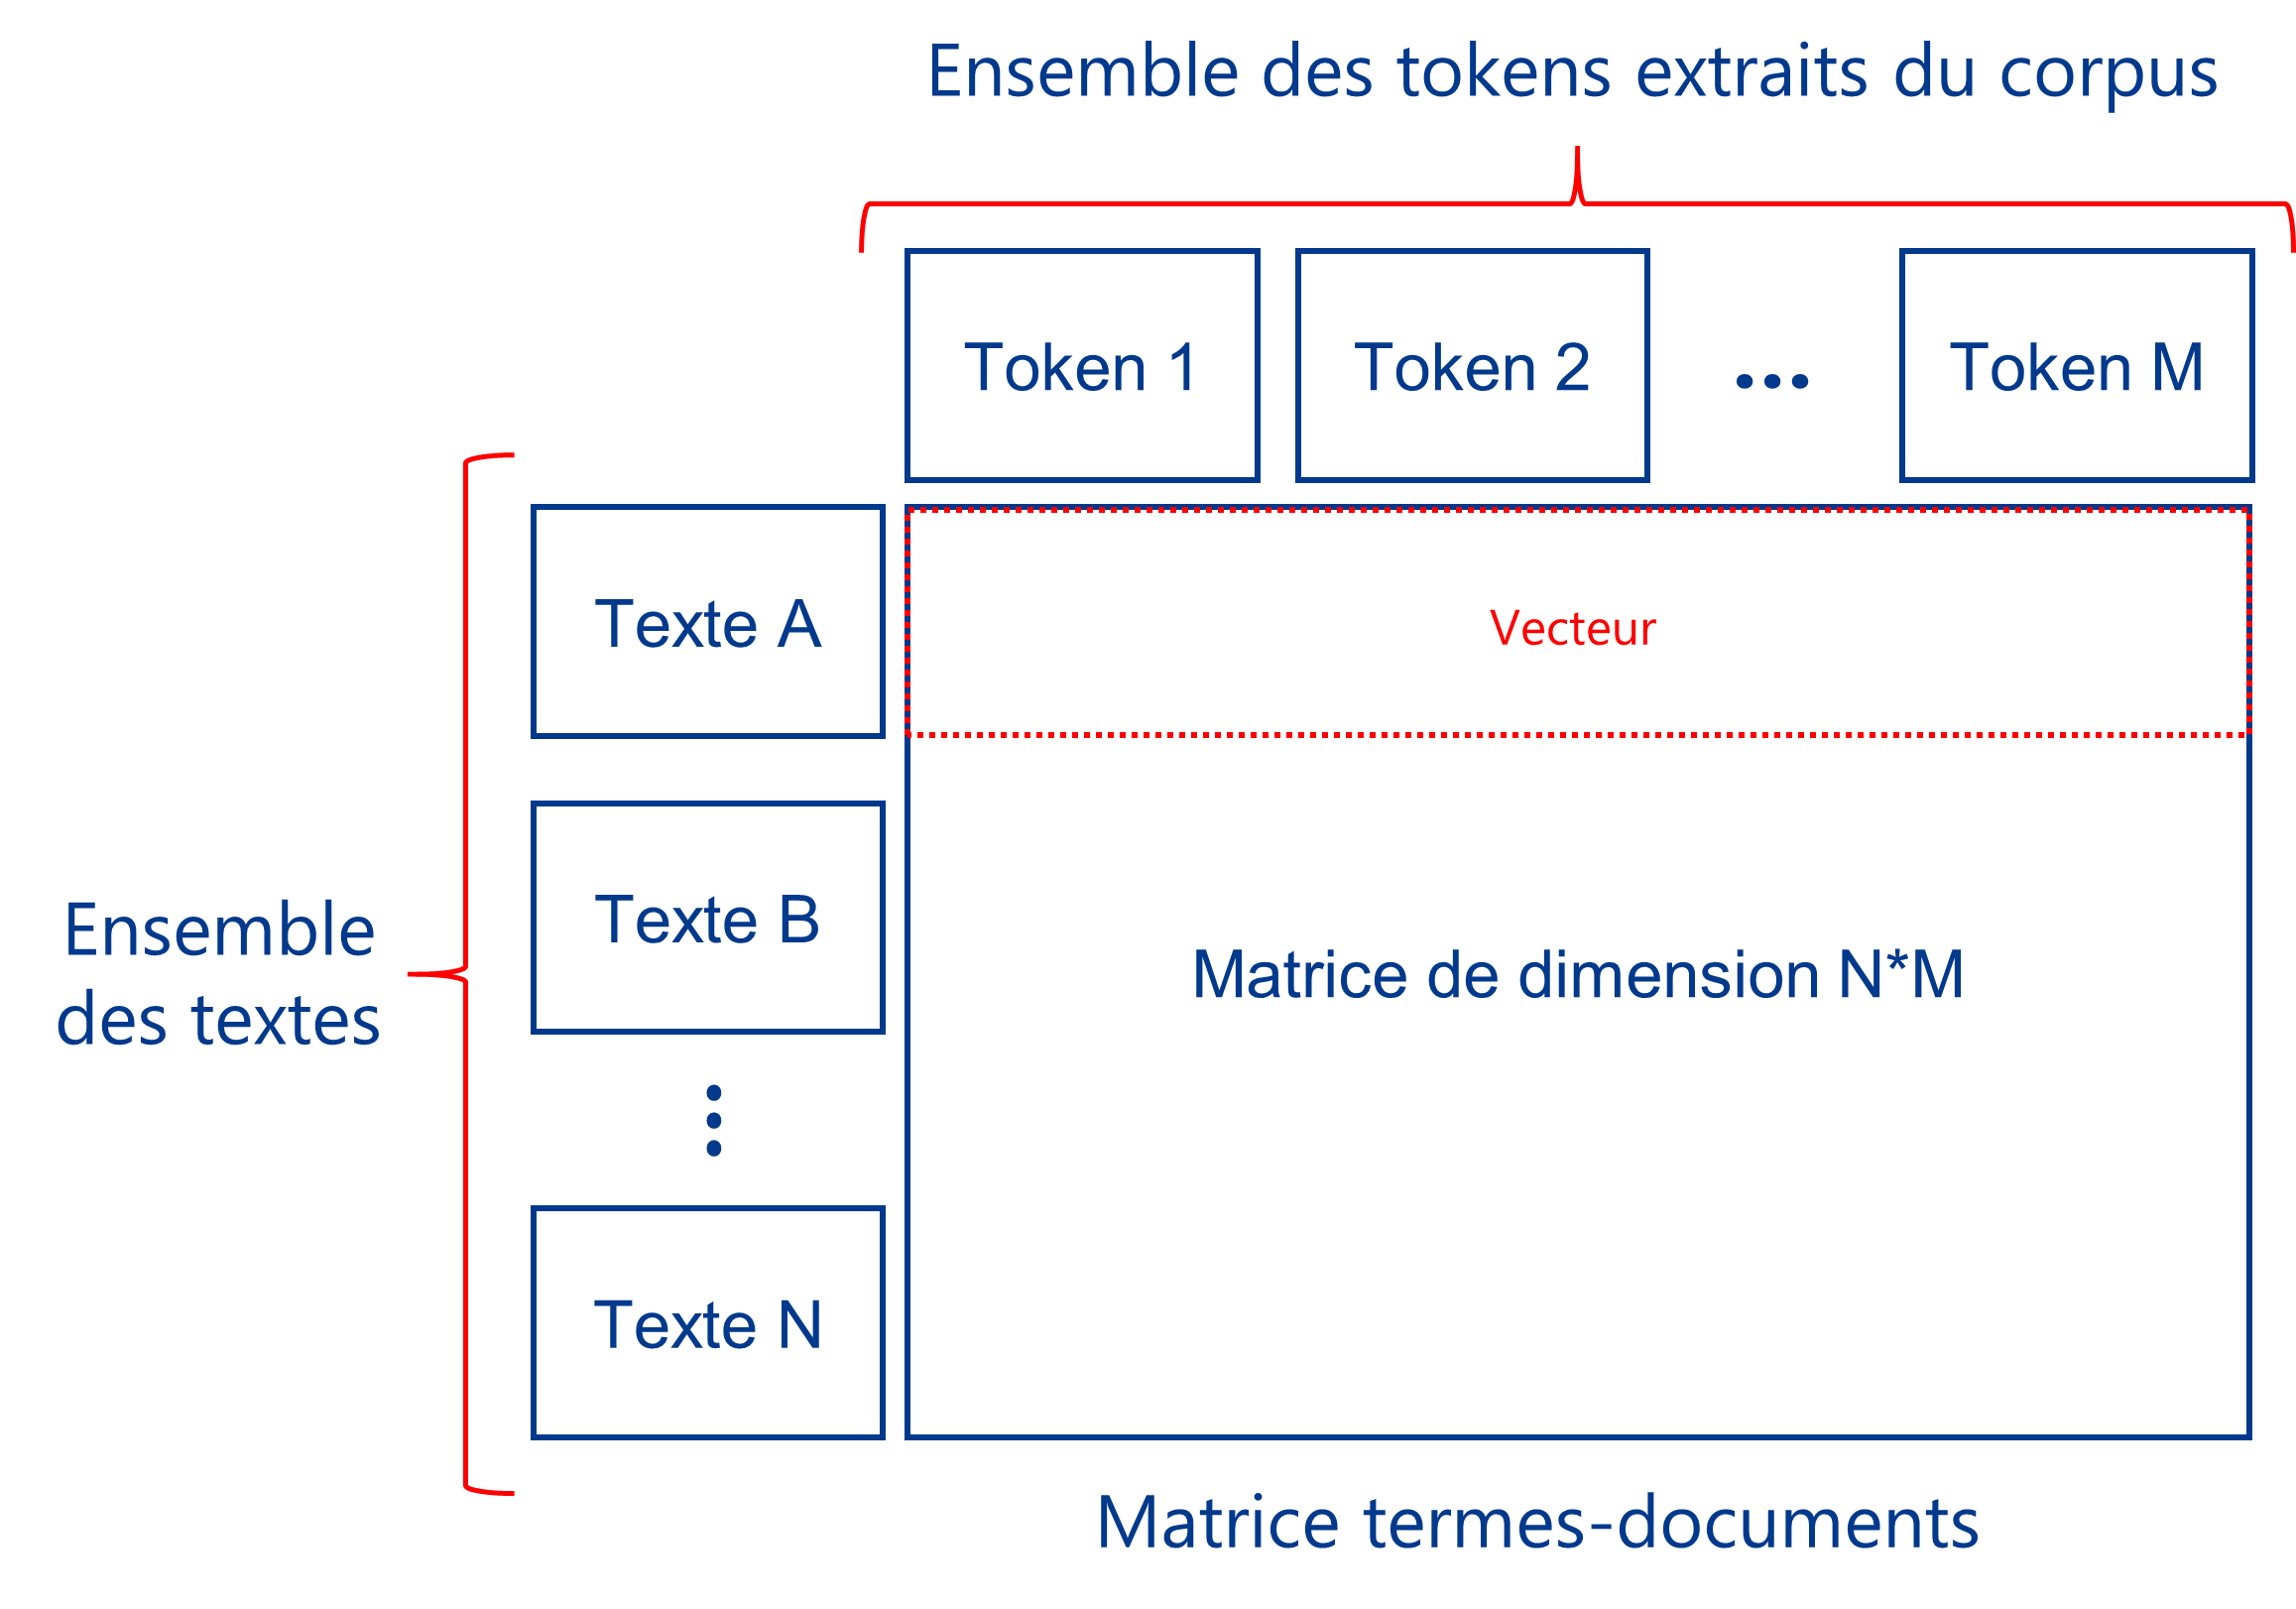 Ensemble des tokens extraits du corpus
Token 1
Token 2
...
Token M
Texte A
Vecteur
Texte B
Ensemble
des textes
Matrice de dimension N*M
...
Texte N
Matrice termes-documents